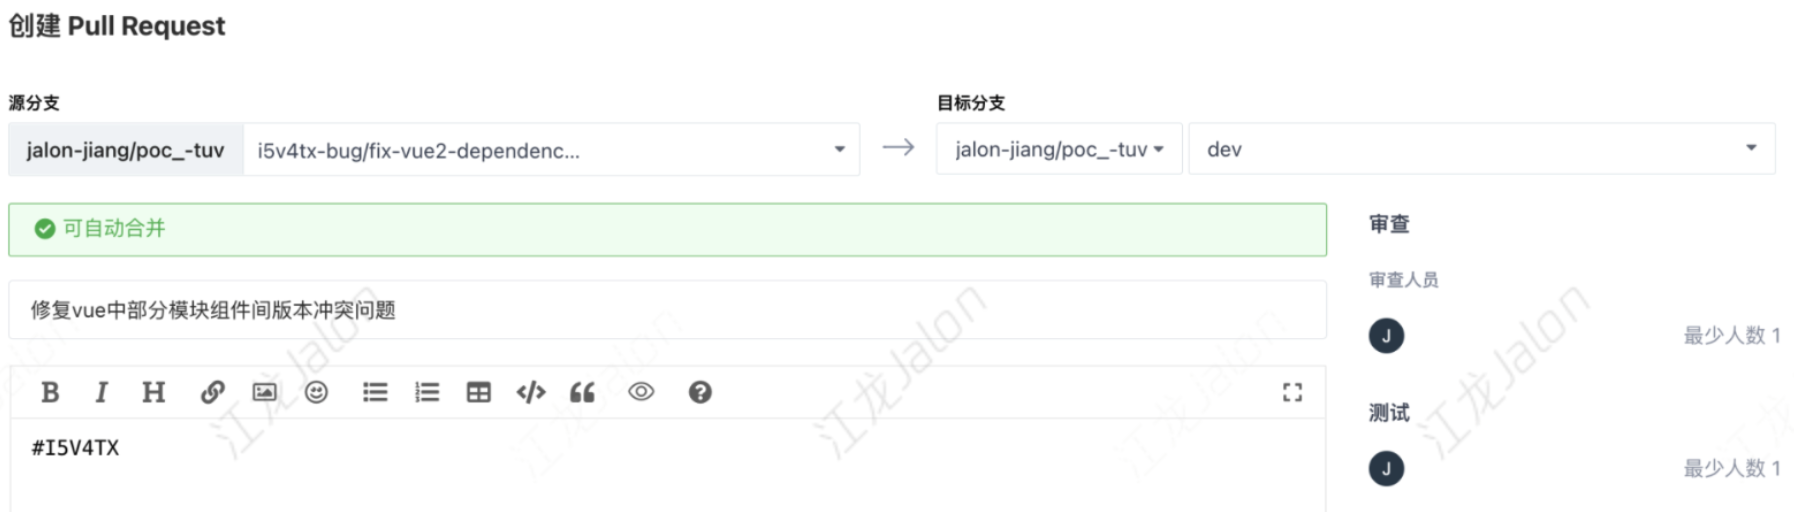 创建 Pull Request
源分支
目标分支
jalon-jiang/poc_-tuv
i5v4tx-bug/fix-vue2-dependenc...
jalon-jiang/poc_-tuv
dev
可自动合并
审查
审查人员
修复vue中部分模块组件间版本冲突问题
J
最少人数 1
B I H
测试
#I5V4TX
J
最少人数 1
江龙Jalon
江龙Jalon
江龙Jalon
江龙Jalon
江龙Jalon